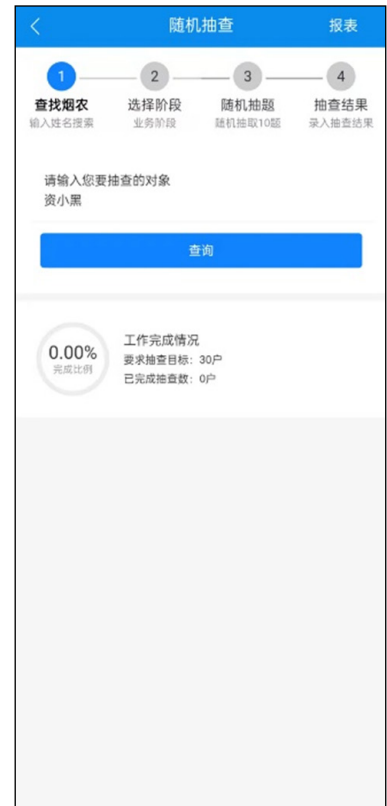 随机抽查 报表
1 2 3 4
查找烟农 选择阶段 随机抽题 抽查结果
输入姓名搜索 业务阶段 随机抽取10题 录入抽查结果
请输入您要抽查的对象
资小黑
查询
工作完成情况
0.00% 要求抽查目标：30户
完成比例 已完成抽查数：0户